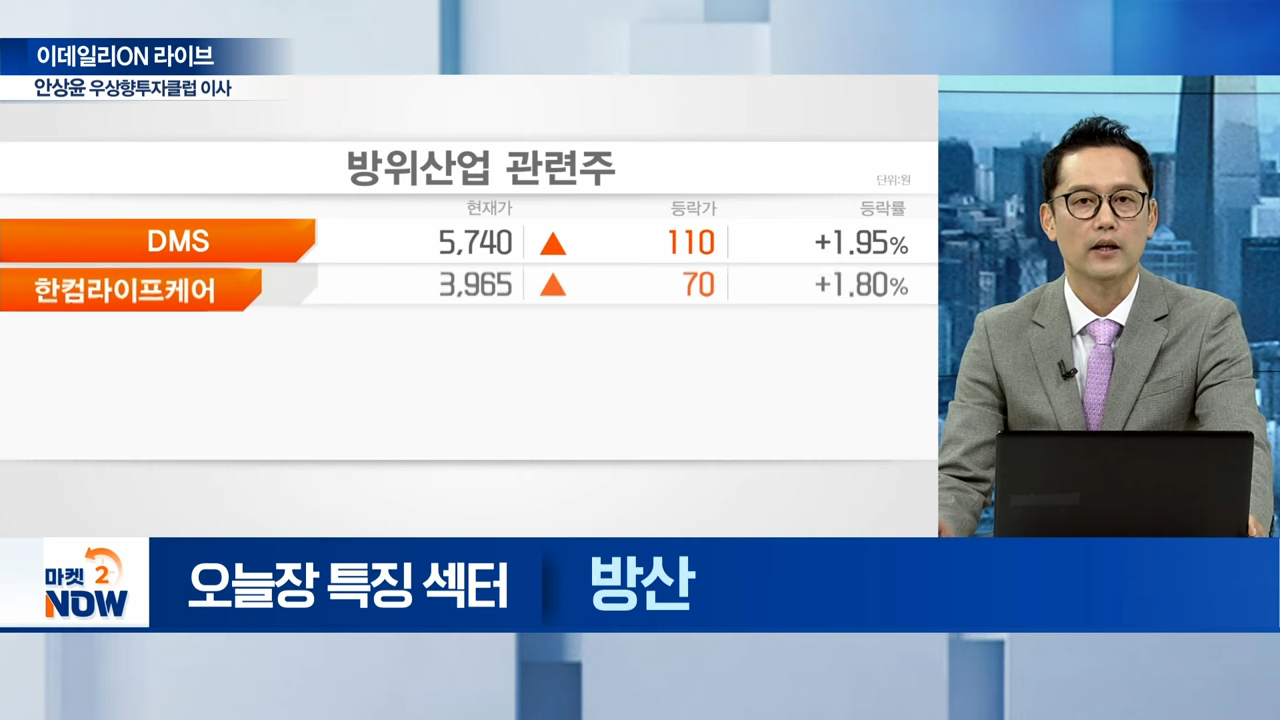 이데일리ON 라이브
안상윤 우상향투자클럽 이사
방위산업 관련주
단위:원
현재가 등락가 등락률
DMS 5,740 ▲ 110 +1.95%
한컴라이프케어 3,965 ▲ 70 +1.80%
마켓 2
NOW
오늘장 특징 섹터 방산